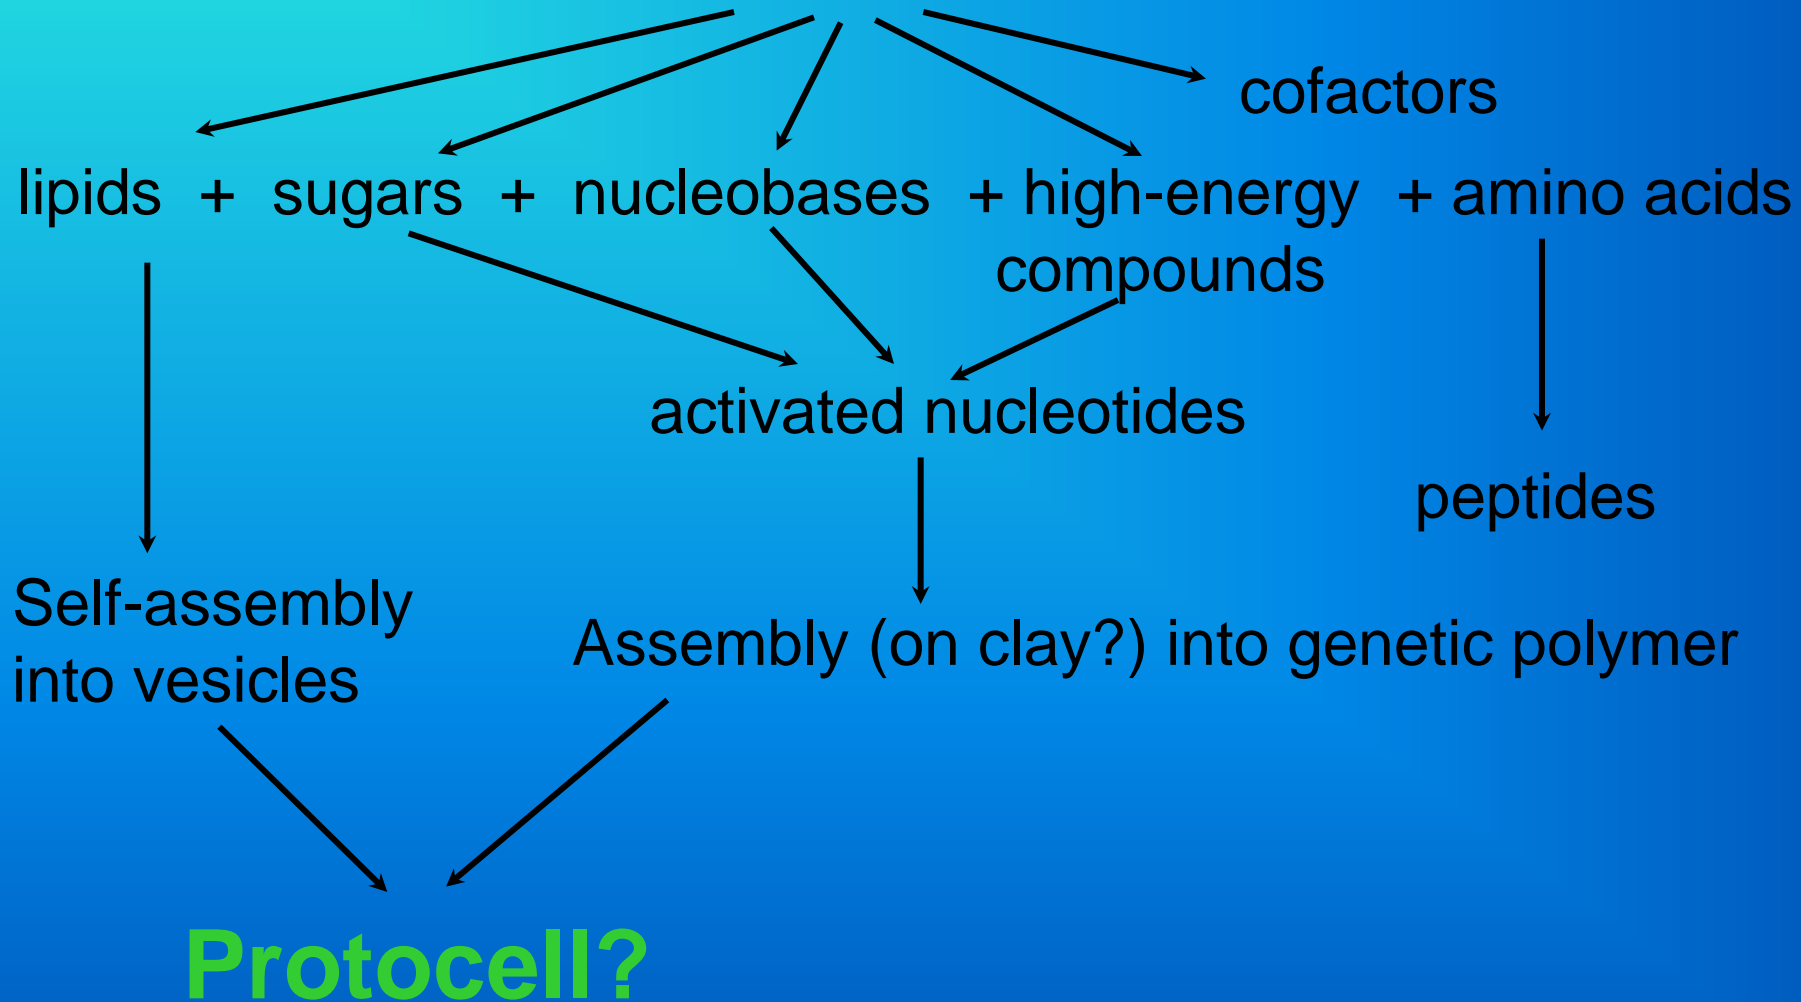 cofactors
lipids + sugars + nucleobases + high-energy + amino acids
compounds
activated nucleotides
peptides
Self-assembly
into vesicles
Assembly (on clay?) into genetic polymer
Protocell?